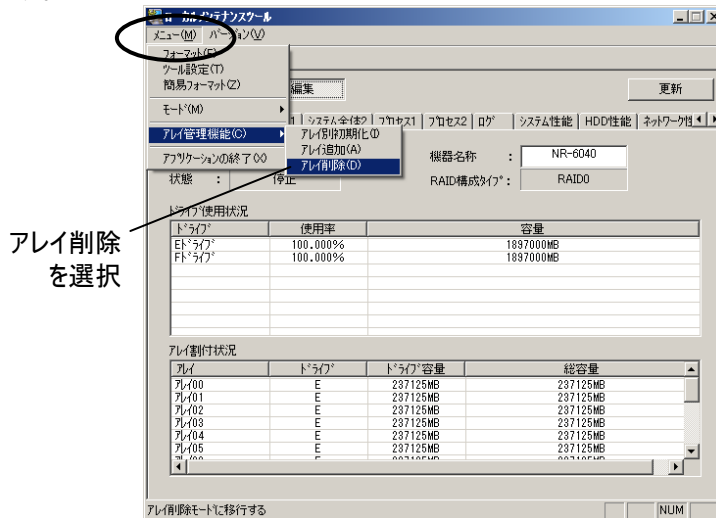 ローカルメンテナンスツール
メニュー(M) バージョン(V)
フォーマット(F)
ツール設定(T)
簡易フォーマット(Z)
モード(M)
アレイ管理機能(C)
アプリケーションの終了(X)
アレイ別初期化(I)
アレイ追加(A)
アレイ削除(D)
編集
更新
システム全体2 プロセス1 プロセス2 ログ システム性能 HDD性能 ネットワーク性
機器名称 : NR-6040
状態 : 停止 RAID構成タイプ : RAID0
アレイ削除
を選択
ドライブ使用状況
ドライブ 使用率 容量
Eドライブ 100.000% 1897000MB
Fドライブ 100.000% 1897000MB
アレイ割付状況
アレイ ドライブ ドライブ容量 総容量
アレイ00 E 237125MB 237125MB
アレイ01 E 237125MB 237125MB
アレイ02 E 237125MB 237125MB
アレイ03 E 237125MB 237125MB
アレイ04 E 237125MB 237125MB
アレイ05 E 237125MB 237125MB
アレイ削除モードに移行する
NUM